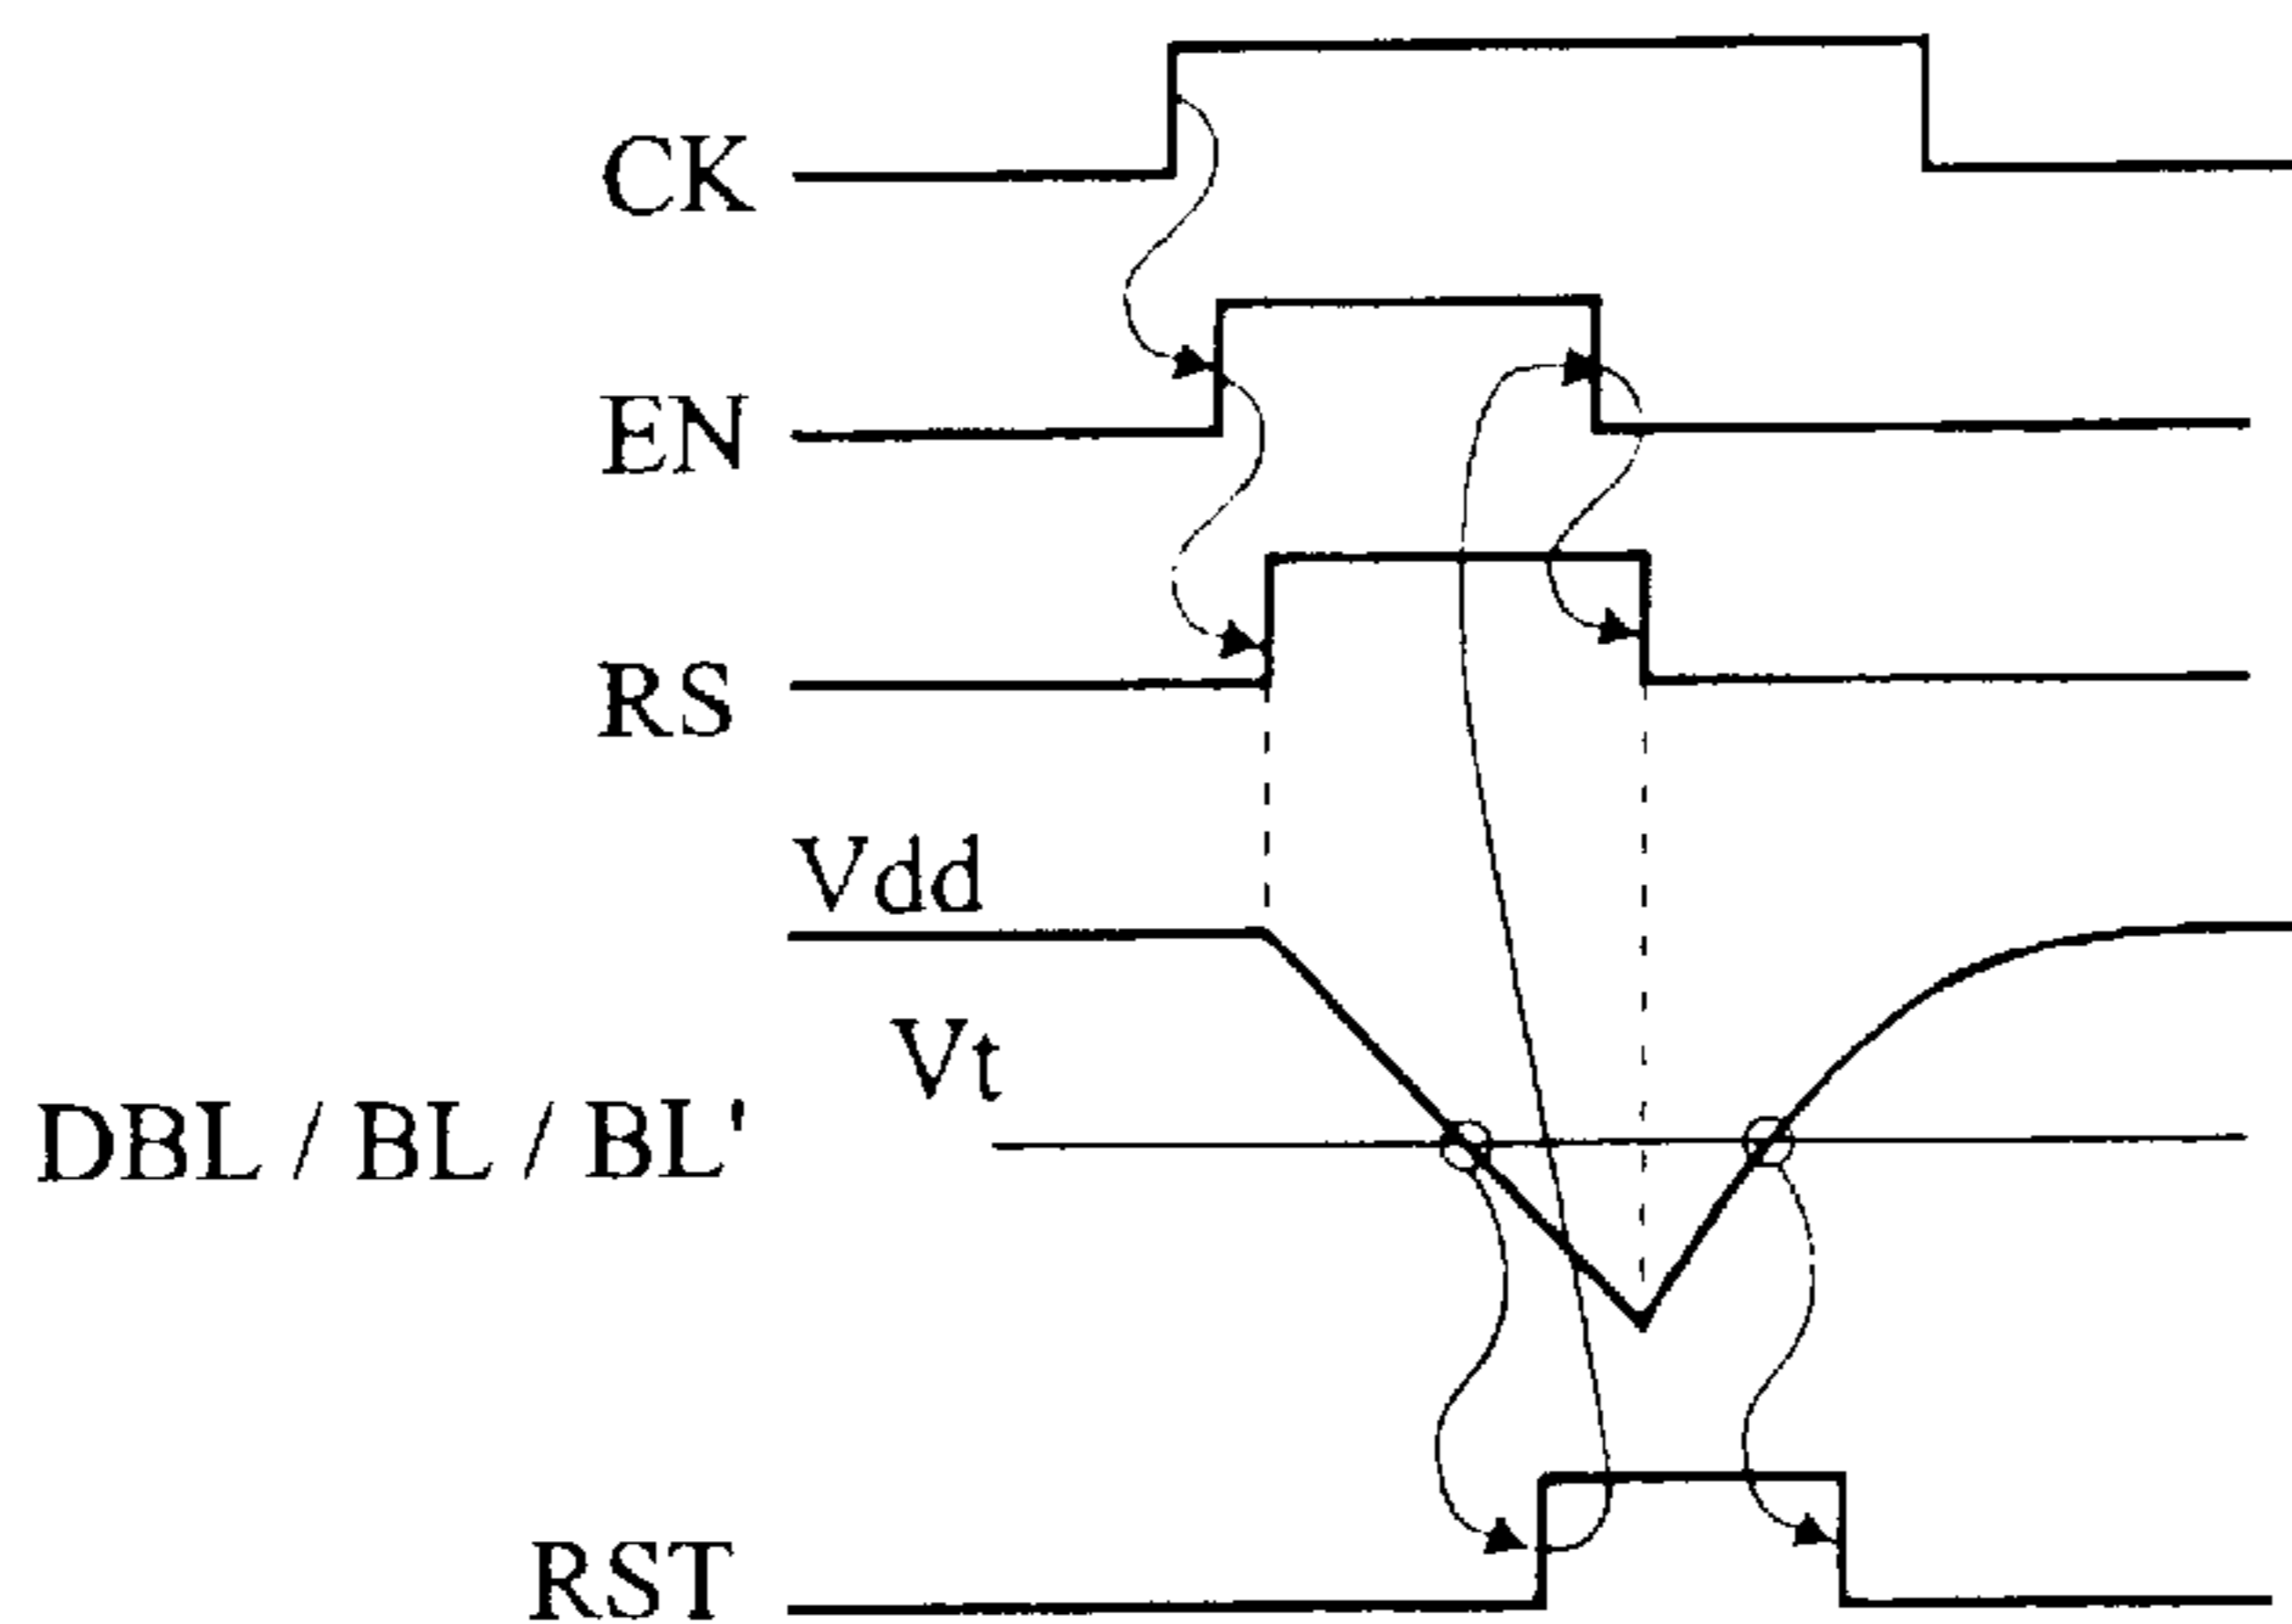 CK
EN
RS
Vdd
Vt
DBL / BL / BL'
RST